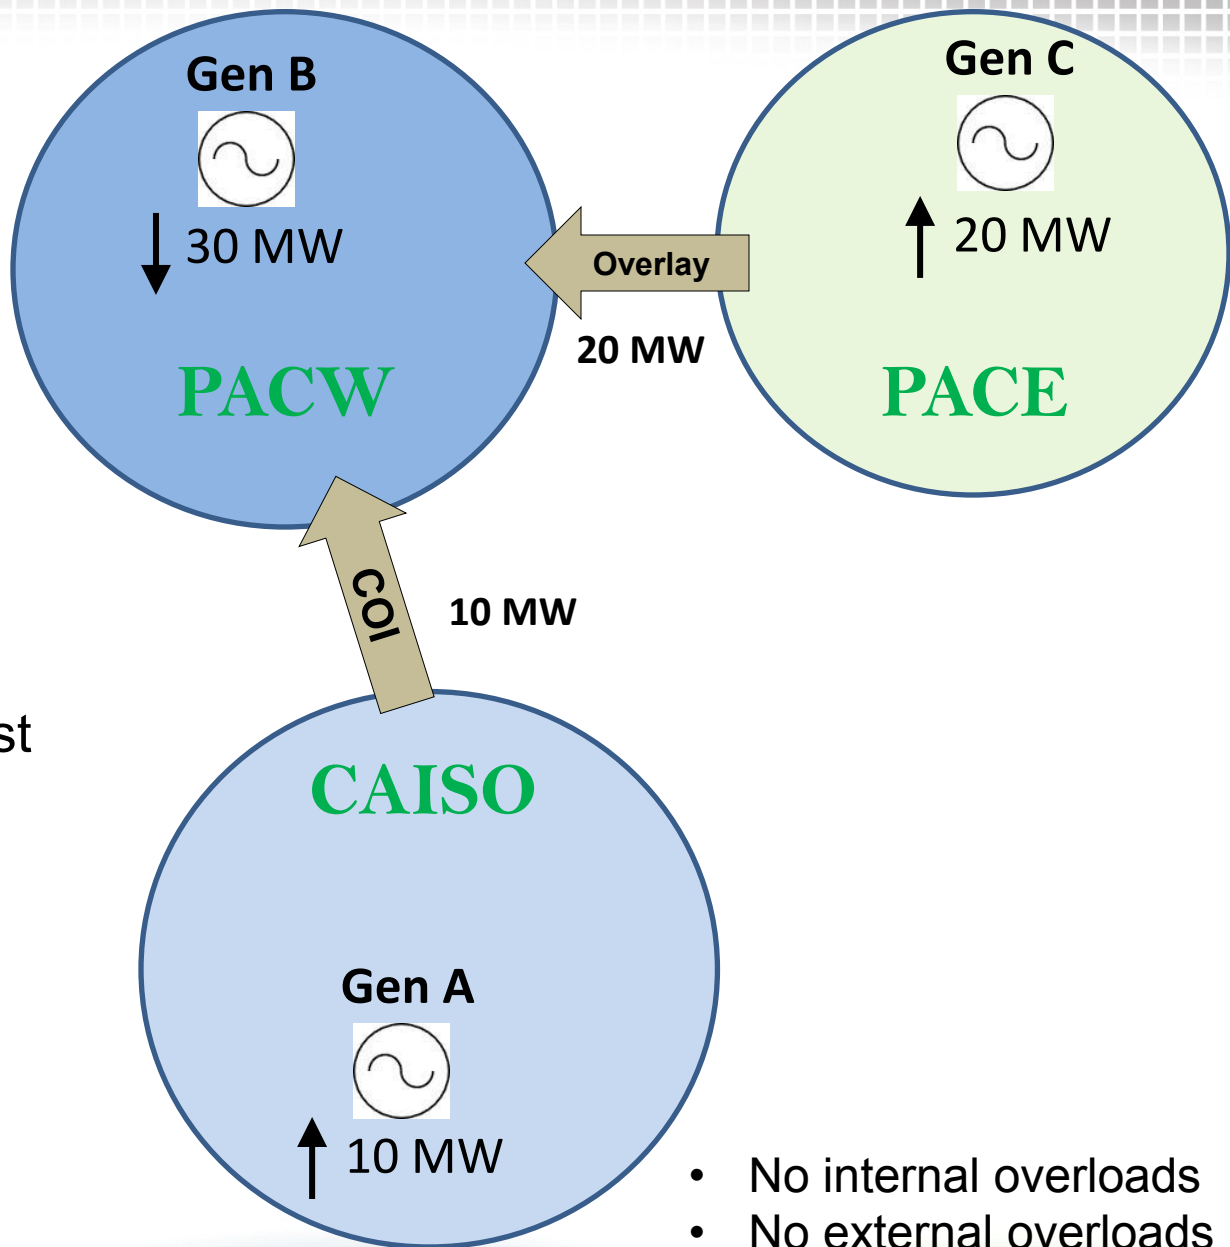 Gen B
30 MW
PACW
Gen C
20 MW
PACE
Overlay
20 MW
COI
10 MW
st
CAISO
Gen A
10 MW
• No internal overloads
• No external overloads